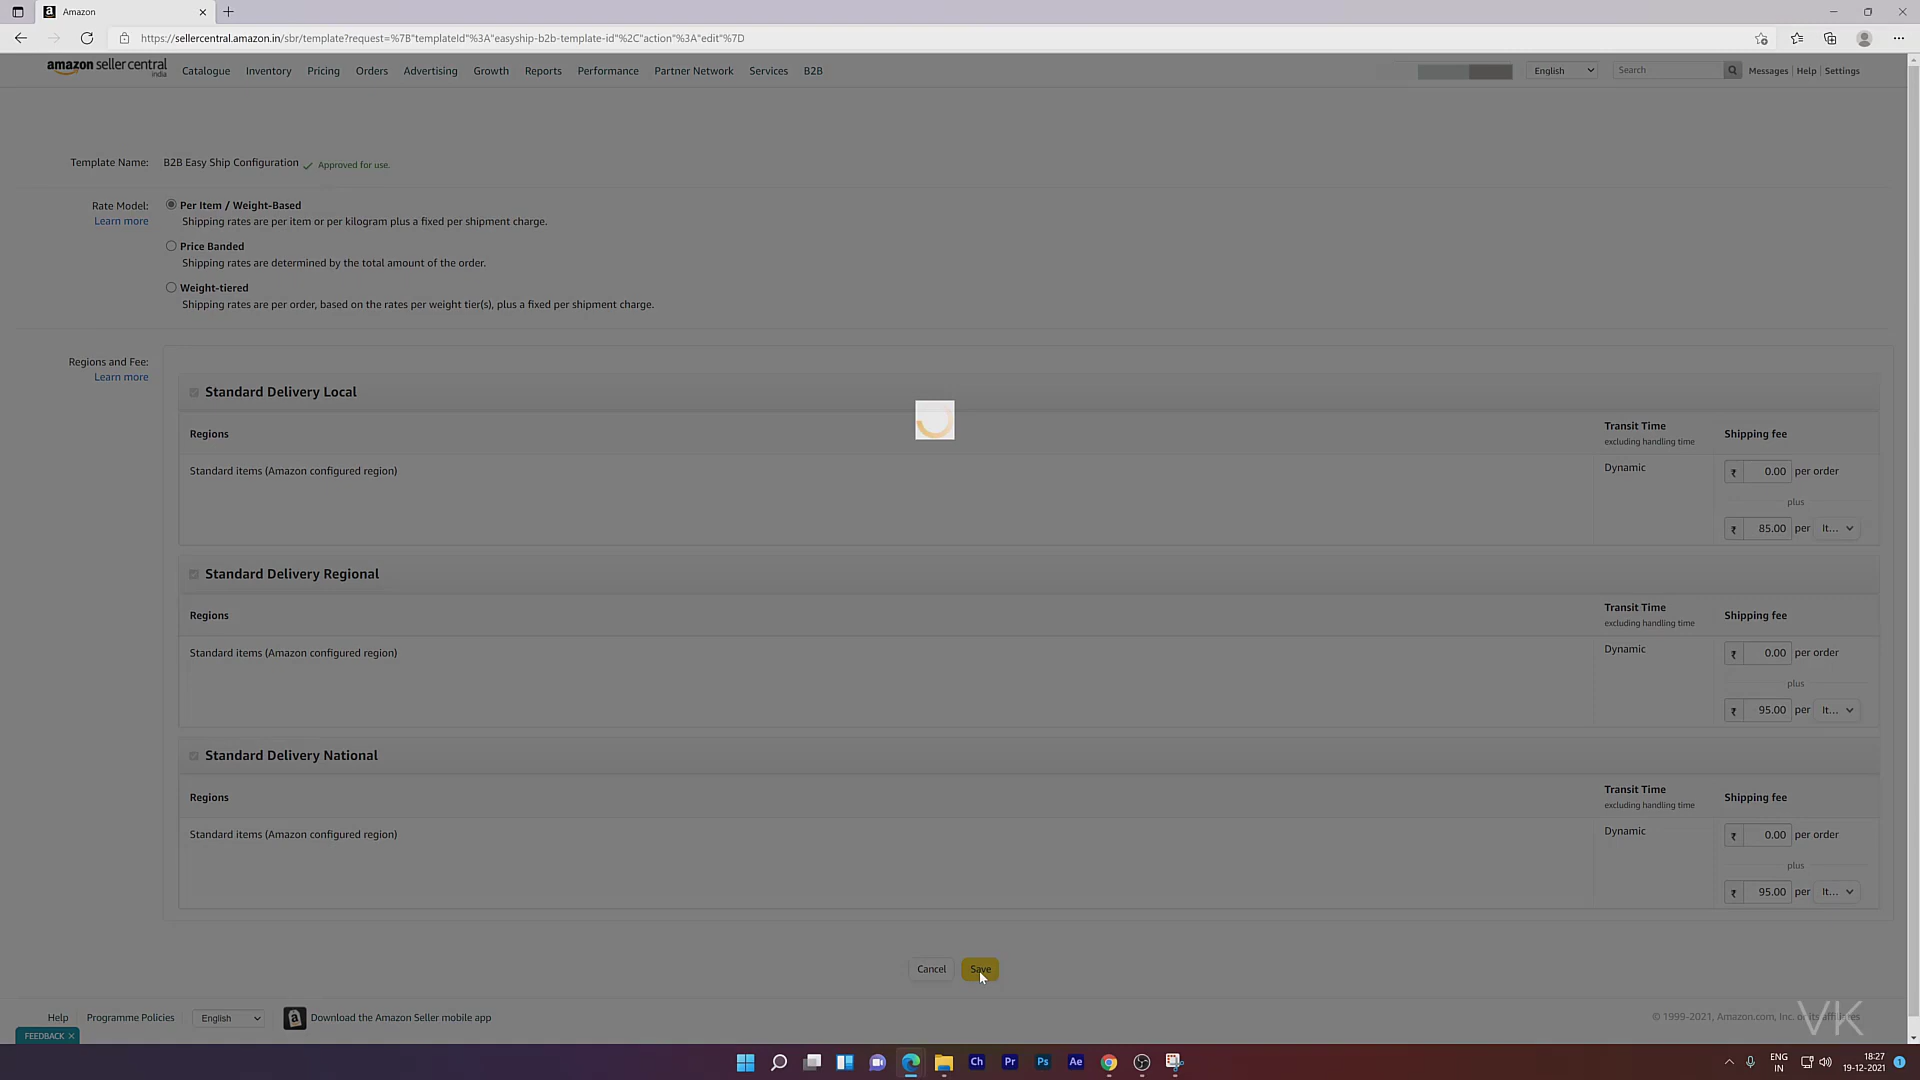 Amazon
https://sellercentral.amazon.in/sbr/template?request=%7B"templateId"%3A"easyship-b2b-template-id"%2C"action"%3A"edit"%7D
amazon seller central
india
Catalogue Inventory Pricing Orders Advertising Growth Reports Performance Partner Network Services B2B
English
Search
Messages | Help | Settings
Template Name: B2B Easy Ship Configuration Approved for use.
Rate Model: Per Item / Weight-Based
Learn more Shipping rates are per item or per kilogram plus a fixed per shipment charge.
Price Banded
Shipping rates are determined by the total amount of the order.
Weight-tiered
Shipping rates are per order, based on the rates per weight tier(s), plus a fixed per shipment charge.
Regions and Fee:
Learn more
Standard Delivery Local
Regions Transit Time Shipping fee
excluding handling time
Standard items (Amazon configured region) Dynamic ₹ 0.00 per order
plus
₹ 85.00 per It...
Standard Delivery Regional
Regions Transit Time Shipping fee
excluding handling time
Standard items (Amazon configured region) Dynamic ₹ 0.00 per order
plus
₹ 95.00 per It...
Standard Delivery National
Regions Transit Time Shipping fee
excluding handling time
Standard items (Amazon configured region) Dynamic ₹ 0.00 per order
plus
₹ 95.00 per It...
Cancel Save
Help Programme Policies English Download the Amazon Seller mobile app © 1999-2021, Amazon.com, Inc. or its affiliates
VK
FEEDBACK
Ch Pr Ps Ae
ENG
IN
18:27
19-12-2021
1